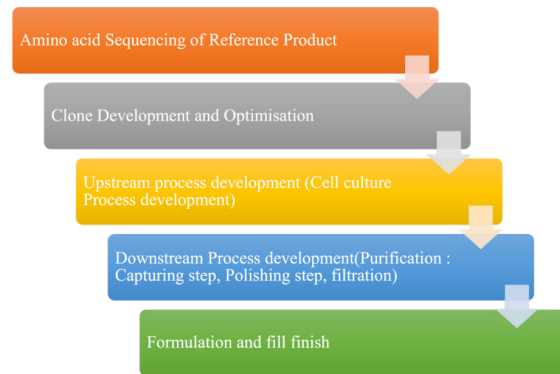 Amino acid Sequencing of Reference Product
Clone Development and Optimisation
Upstream process development (Cell culture
Process development)
Downstream Process development(Purification :
Capturing step, Polishing step, filtration)
Formulation and fill finish